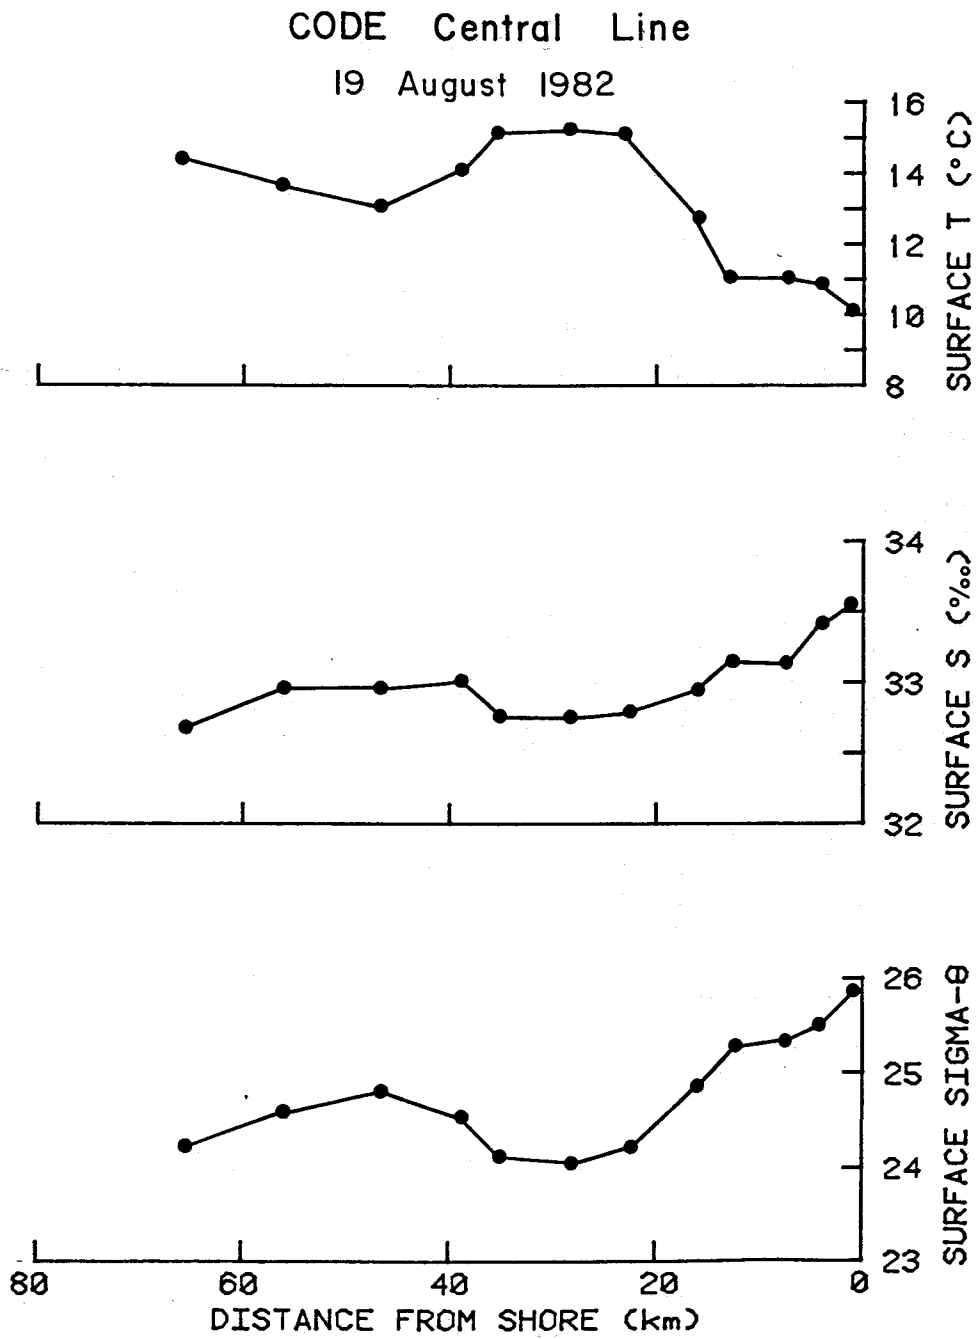 CODE Central Line
19 August 1982
16
14
12
10
8
SURFACE T (°C)
34
33
32
SURFACE S (‰)
26
25
24
23
SURFACE SIGMA-θ
80 60 40 20 0
DISTANCE FROM SHORE (km)